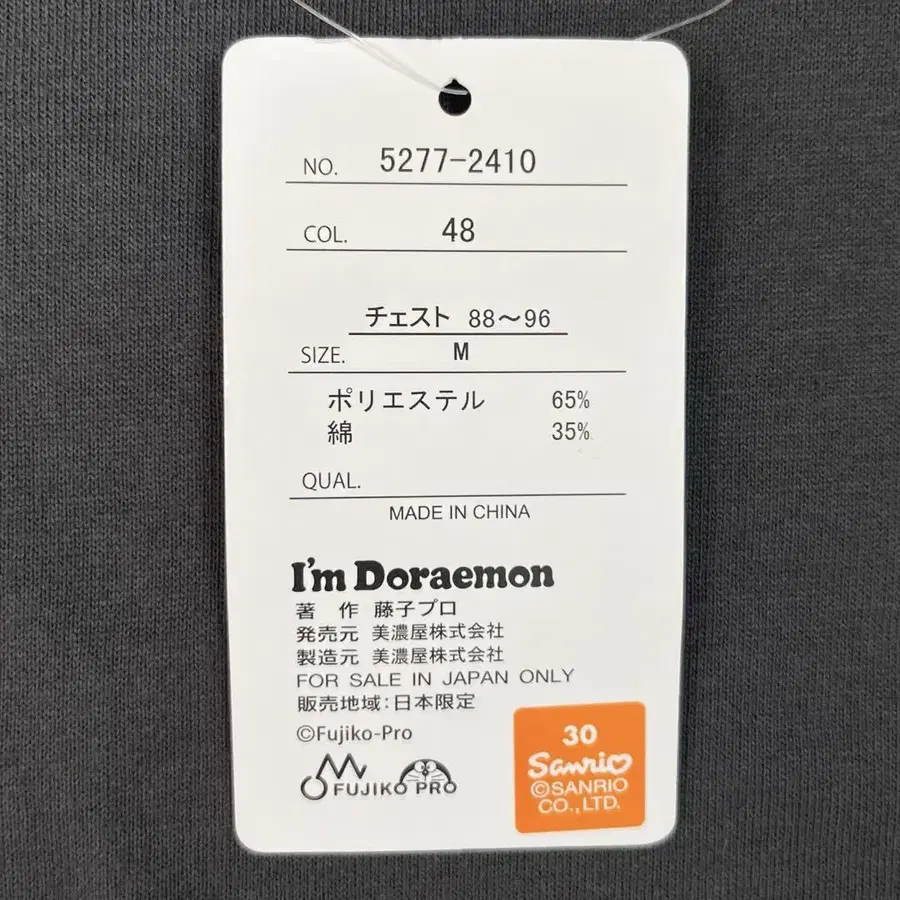 NO. 5277-2410
COL. 48
チェスト 88～96
SIZE. M
ポリエステル 65%
綿 35%
QUAL.
MADE IN CHINA
I'm Doraemon
著 作 藤子プロ
発売元 美濃屋株式会社
製造元 美濃屋株式会社
FOR SALE IN JAPAN ONLY
販売地域:日本限定
©Fujiko-Pro
FUJIKO PRO
30
Sanrio
©SANRIO
CO.,LTD.